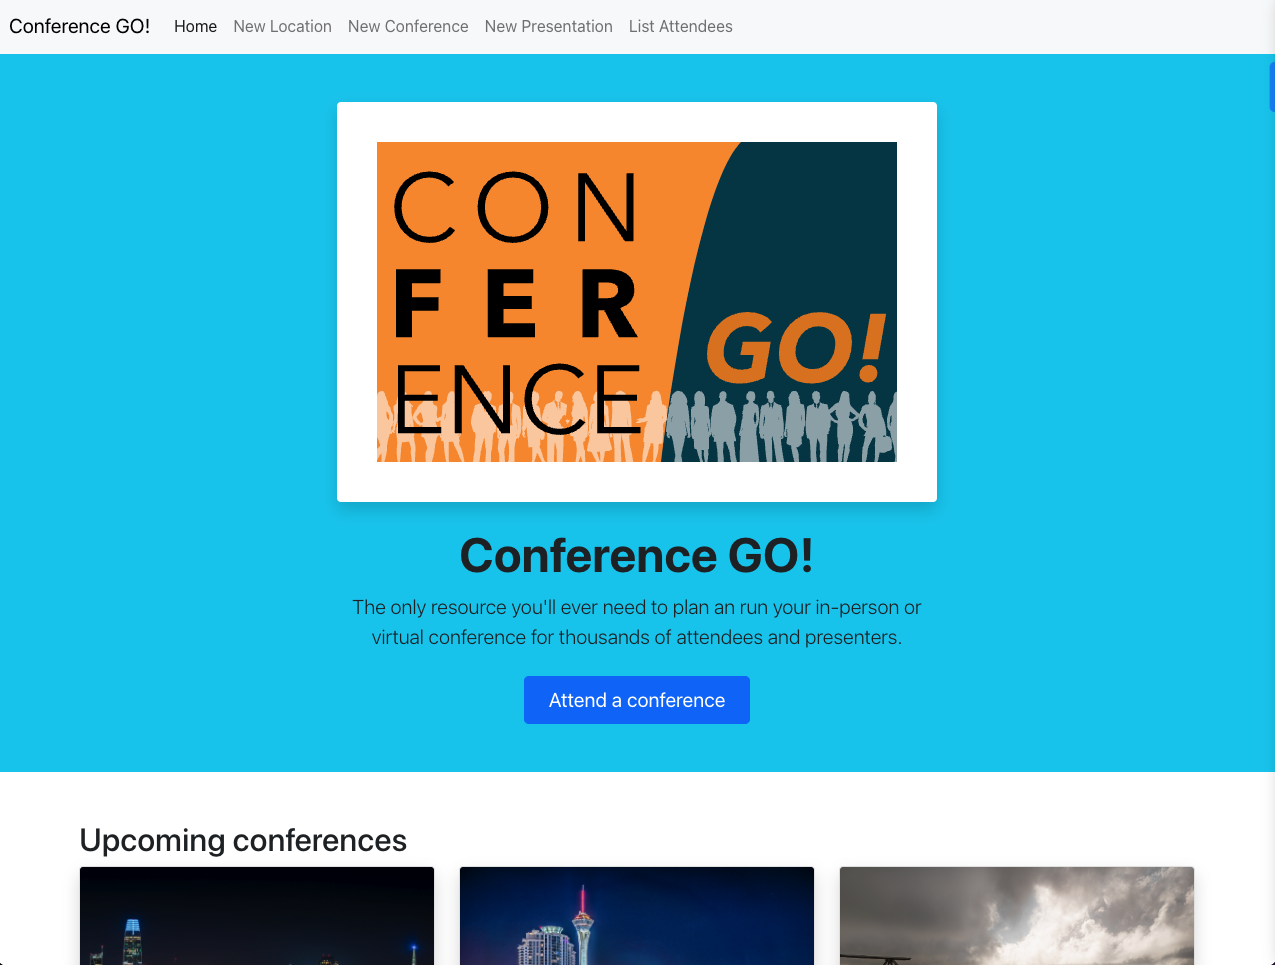 Conference GO! Home New Location New Conference New Presentation List Attendees
CON
FER
ENCE
GO!
Conference GO!
The only resource you'll ever need to plan an run your in-person or
virtual conference for thousands of attendees and presenters.
Attend a conference
Upcoming conferences